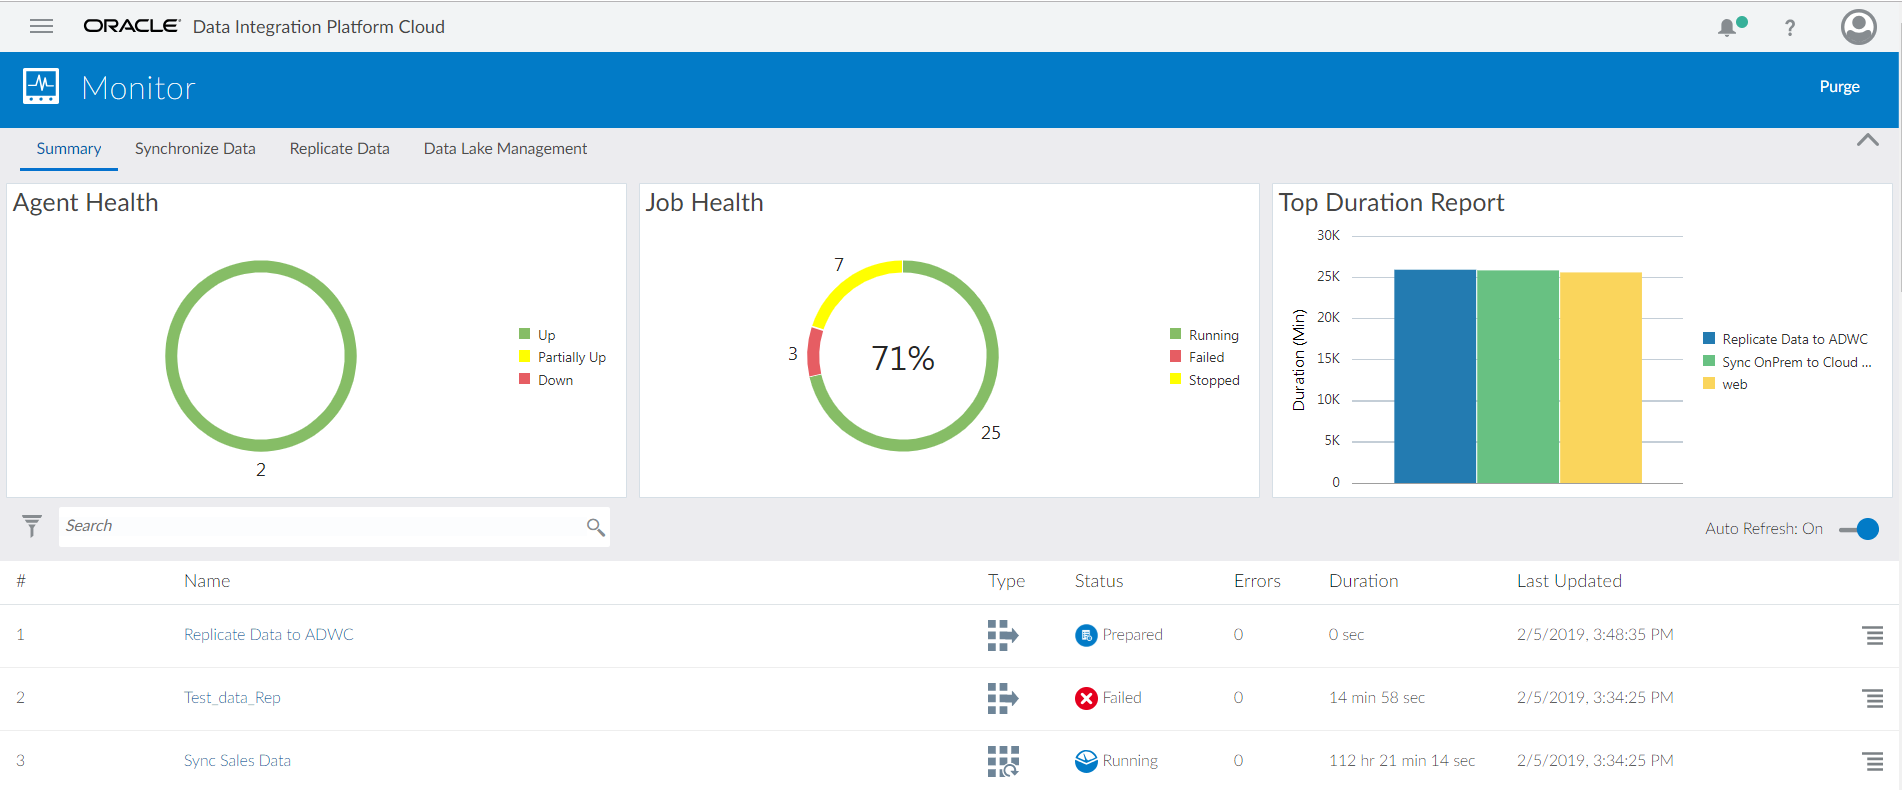 ORACLE® Data Integration Platform Cloud
?
Monitor
Purge
Summary Synchronize Data Replicate Data Data Lake Management
Agent Health
2
Up
Partially Up
Down
Job Health
7
3
71%
25
Running
Failed
Stopped
Top Duration Report
30K
25K
20K
15K
10K
5K
0
Duration (Min)
Replicate Data to ADWC
Sync OnPrem to Cloud ...
web
Search
Auto Refresh: On
# Name Type Status Errors Duration Last Updated
1 Replicate Data to ADWC Prepared 0 0 sec 2/5/2019, 3:48:35 PM
2 Test_data_Rep Failed 0 14 min 58 sec 2/5/2019, 3:34:25 PM
3 Sync Sales Data Running 0 112 hr 21 min 14 sec 2/5/2019, 3:34:25 PM